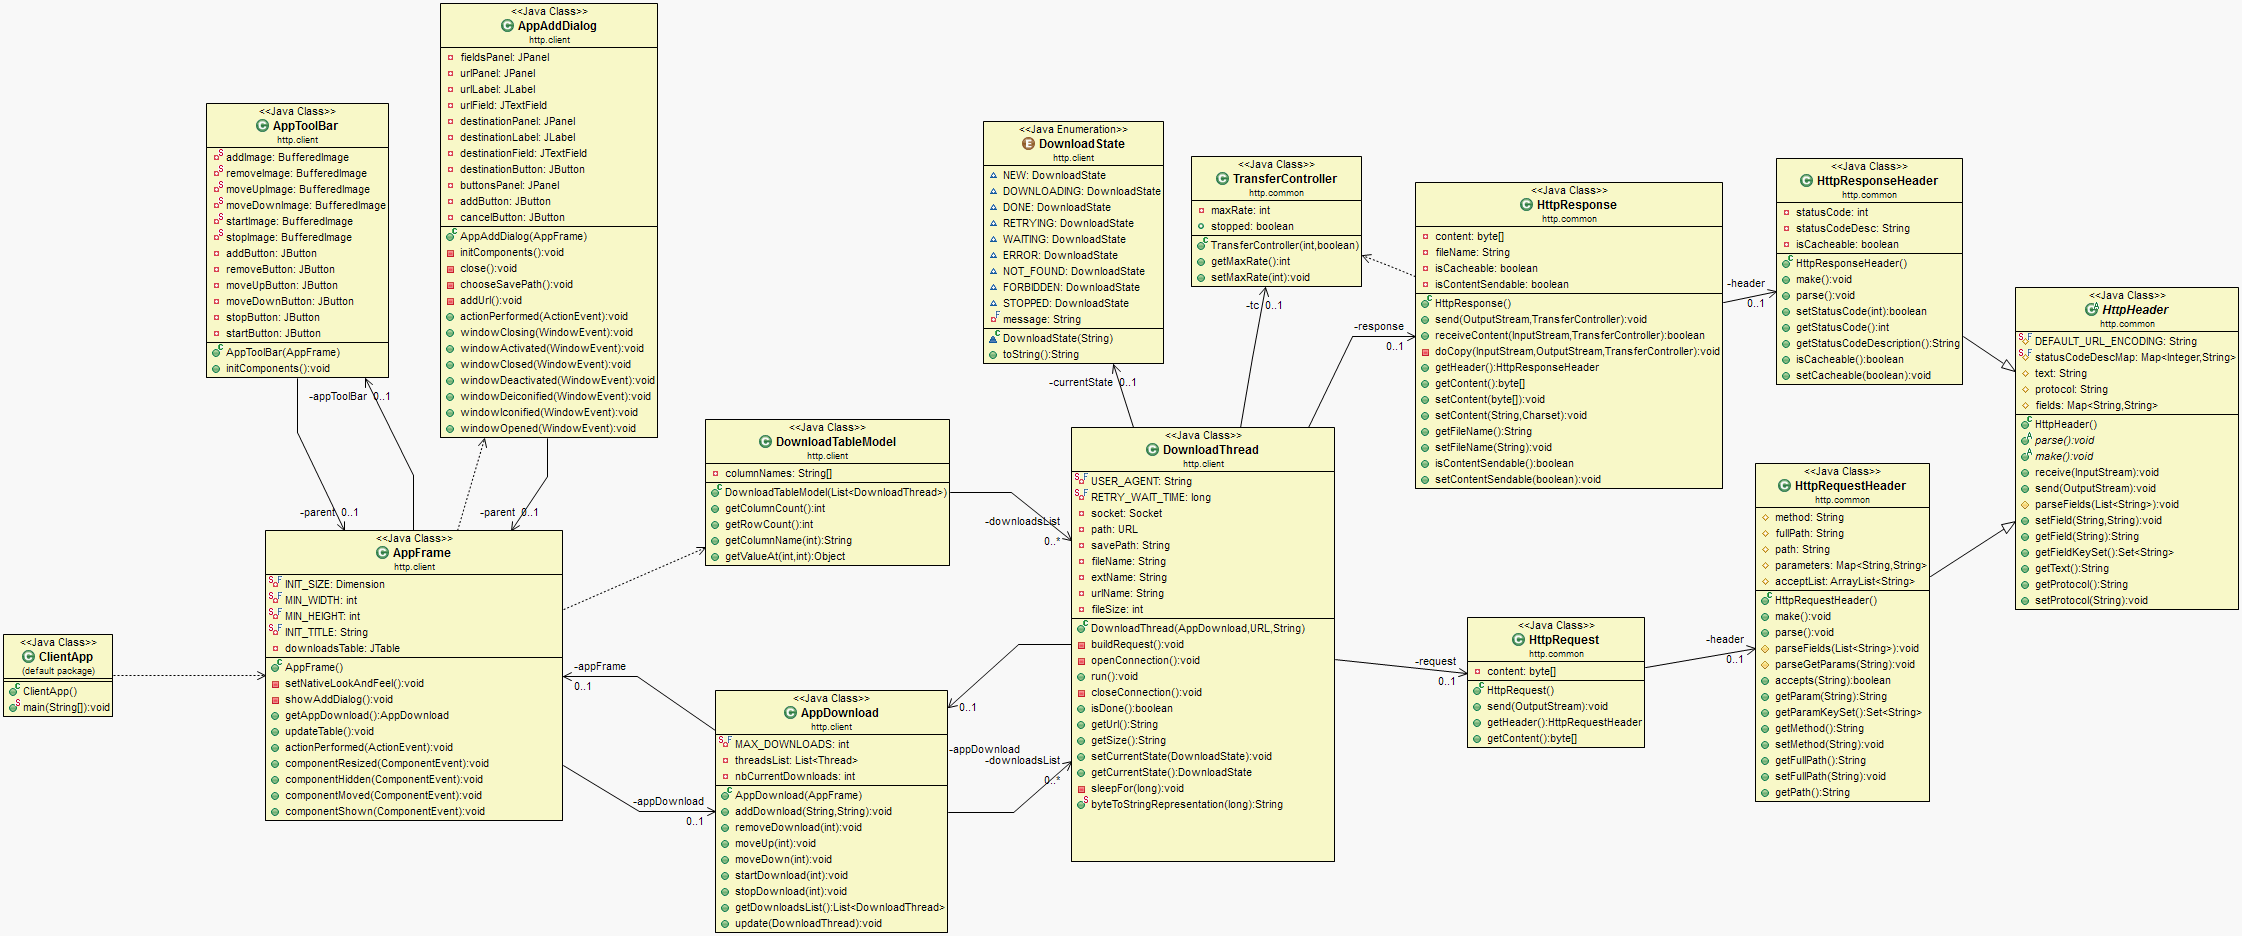 <<Java Class>>
AppAddDialog
http.client
fieldsPanel: JPanel
urlPanel: JPanel
urlLabel: JLabel
urlField: JTextField
destinationPanel: JPanel
destinationLabel: JLabel
destinationField: JTextField
destinationButton: JButton
buttonsPanel: JPanel
addButton: JButton
cancelButton: JButton
AppAddDialog(AppFrame)
initComponents():void
close():void
chooseSavePath():void
addUrl():void
actionPerformed(ActionEvent):void
windowClosing(WindowEvent):void
windowActivated(WindowEvent):void
windowClosed(WindowEvent):void
windowDeactivated(WindowEvent):void
windowDeiconified(WindowEvent):void
windowIconified(WindowEvent):void
windowOpened(WindowEvent):void
<<Java Class>>
AppToolBar
http.client
addImage: BufferedImage
removeImage: BufferedImage
moveUpImage: BufferedImage
moveDownImage: BufferedImage
startImage: BufferedImage
stopImage: BufferedImage
addButton: JButton
removeButton: JButton
moveUpButton: JButton
moveDownButton: JButton
stopButton: JButton
startButton: JButton
AppToolBar(AppFrame)
initComponents():void
-appToolBar 0..1
-parent 0..1
-parent 0..1
<<Java Class>>
AppFrame
http.client
INIT_SIZE: Dimension
MIN_WIDTH: int
MIN_HEIGHT: int
INIT_TITLE: String
downloadsTable: JTable
AppFrame()
setNativeLookAndFeel():void
showAddDialog():void
getAppDownload():AppDownload
updateTable():void
actionPerformed(ActionEvent):void
componentResized(ComponentEvent):void
componentHidden(ComponentEvent):void
componentMoved(ComponentEvent):void
componentShown(ComponentEvent):void
<<Java Class>>
ClientApp
(default package)
ClientApp()
main(String[]):void
<<Java Class>>
DownloadTableModel
http.client
columnNames: String[]
DownloadTableModel(List<DownloadThread>)
getColumnCount():int
getRowCount():int
getColumnName(int):String
getValueAt(int,int):Object
-downloadsList
0..*
-appFrame
0..1
-appDownload
0..1
<<Java Class>>
AppDownload
http.client
MAX_DOWNLOADS: int
threadsList: List<Thread>
nbCurrentDownloads: int
AppDownload(AppFrame)
addDownload(String,String):void
removeDownload(int):void
moveUp(int):void
moveDown(int):void
startDownload(int):void
stopDownload(int):void
getDownloadsList():List<DownloadThread>
update(DownloadThread):void
0..1
-appDownload
-downloadsList
0..*
<<Java Enumeration>>
DownloadState
http.client
NEW: DownloadState
DOWNLOADING: DownloadState
DONE: DownloadState
RETRYING: DownloadState
WAITING: DownloadState
ERROR: DownloadState
NOT_FOUND: DownloadState
FORBIDDEN: DownloadState
STOPPED: DownloadState
message: String
DownloadState(String)
toString():String
-currentState 0..1
<<Java Class>>
TransferController
http.common
maxRate: int
stopped: boolean
TransferController(int,boolean)
getMaxRate():int
setMaxRate(int):void
-tc 0..1
<<Java Class>>
DownloadThread
http.client
USER_AGENT: String
RETRY_WAIT_TIME: long
socket: Socket
path: URL
savePath: String
fileName: String
extName: String
urlName: String
fileSize: int
DownloadThread(AppDownload,URL,String)
buildRequest():void
openConnection():void
run():void
closeConnection():void
isDone():boolean
getUrl():String
getSize():String
setCurrentState(DownloadState):void
getCurrentState():DownloadState
sleepFor(long):void
byteToStringRepresentation(long):String
-response
0..1
-request
0..1
<<Java Class>>
HttpResponse
http.common
content: byte[]
fileName: String
isCacheable: boolean
isContentSendable: boolean
HttpResponse()
send(OutputStream,TransferController):void
receiveContent(InputStream,TransferController):boolean
doCopy(InputStream,OutputStream,TransferController):void
getHeader():HttpResponseHeader
getContent():byte[]
setContent(byte[]):void
setContent(String,Charset):void
getFileName():String
setFileName(String):void
isContentSendable():boolean
setContentSendable(boolean):void
-header
0..1
<<Java Class>>
HttpResponseHeader
http.common
statusCode: int
statusCodeDesc: String
isCacheable: boolean
HttpResponseHeader()
make():void
parse():void
setStatusCode(int):boolean
getStatusCode():int
getStatusCodeDescription():String
isCacheable():boolean
setCacheable(boolean):void
<<Java Class>>
HttpRequest
http.common
content: byte[]
HttpRequest()
send(OutputStream):void
getHeader():HttpRequestHeader
getContent():byte[]
-header
0..1
<<Java Class>>
HttpRequestHeader
http.common
method: String
fullPath: String
path: String
parameters: Map<String,String>
acceptList: ArrayList<String>
HttpRequestHeader()
make():void
parse():void
parseFields(List<String>):void
parseGetParams(String):void
accepts(String):boolean
getParam(String):String
getParamKeySet():Set<String>
getMethod():String
setMethod(String):void
getFullPath():String
setFullPath(String):void
getPath():String
<<Java Class>>
HttpHeader
http.common
DEFAULT_URL_ENCODING: String
statusCodeDescMap: Map<Integer,String>
text: String
protocol: String
fields: Map<String,String>
HttpHeader()
parse():void
make():void
receive(InputStream):void
send(OutputStream):void
parseFields(List<String>):void
setField(String,String):void
getField(String):String
getFieldKeySet():Set<String>
getText():String
getProtocol():String
setProtocol(String):void